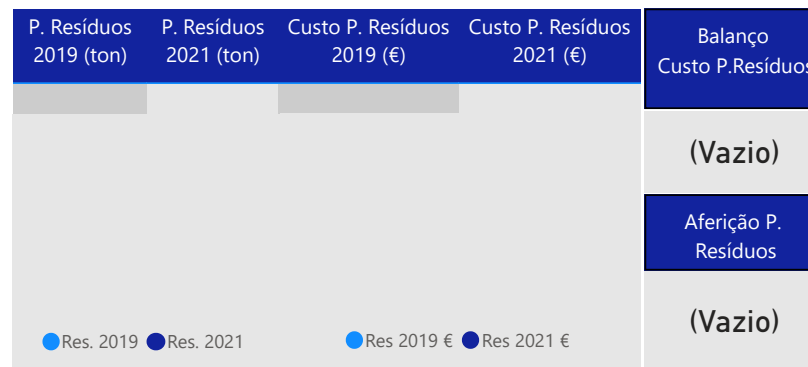 P. Resíduos
2019 (ton)
P. Resíduos
2021 (ton)
Custo P. Resíduos
2019 (€)
Custo P. Resíduos
2021 (€)
Balanço
Custo P.Resíduos
(Vazio)
Aferição P.
Resíduos
(Vazio)
Res. 2019
Res. 2021
Res 2019 €
Res 2021 €